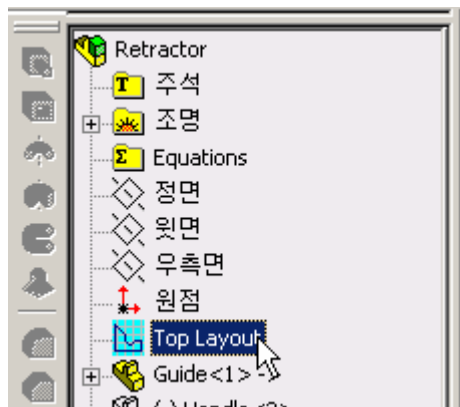 Retractor
주석
조명
Equations
정면
윗면
우측면
원점
Top Layout
Guide<1>